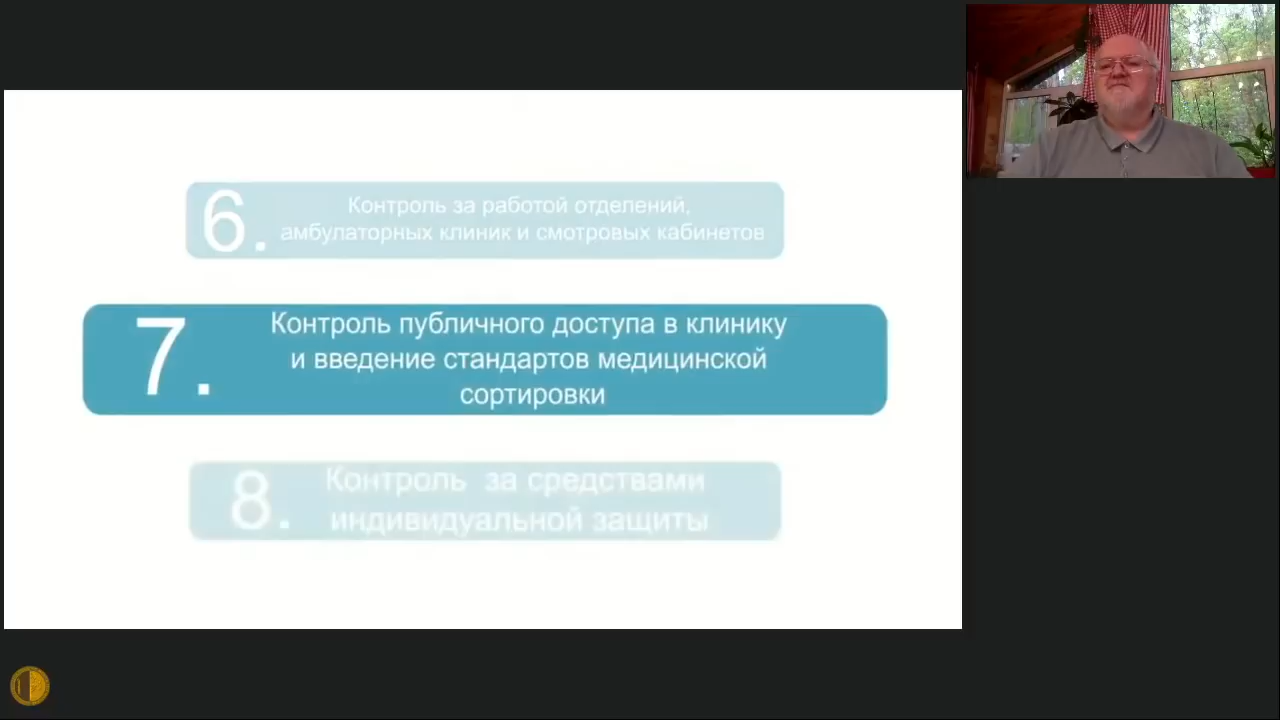 6.
Контроль за работой отделений,
амбулаторных клиник и смотровых кабинетов
7.
Контроль публичного доступа в клинику
и введение стандартов медицинской
сортировки
8.
Контроль за средствами
индивидуальной защиты